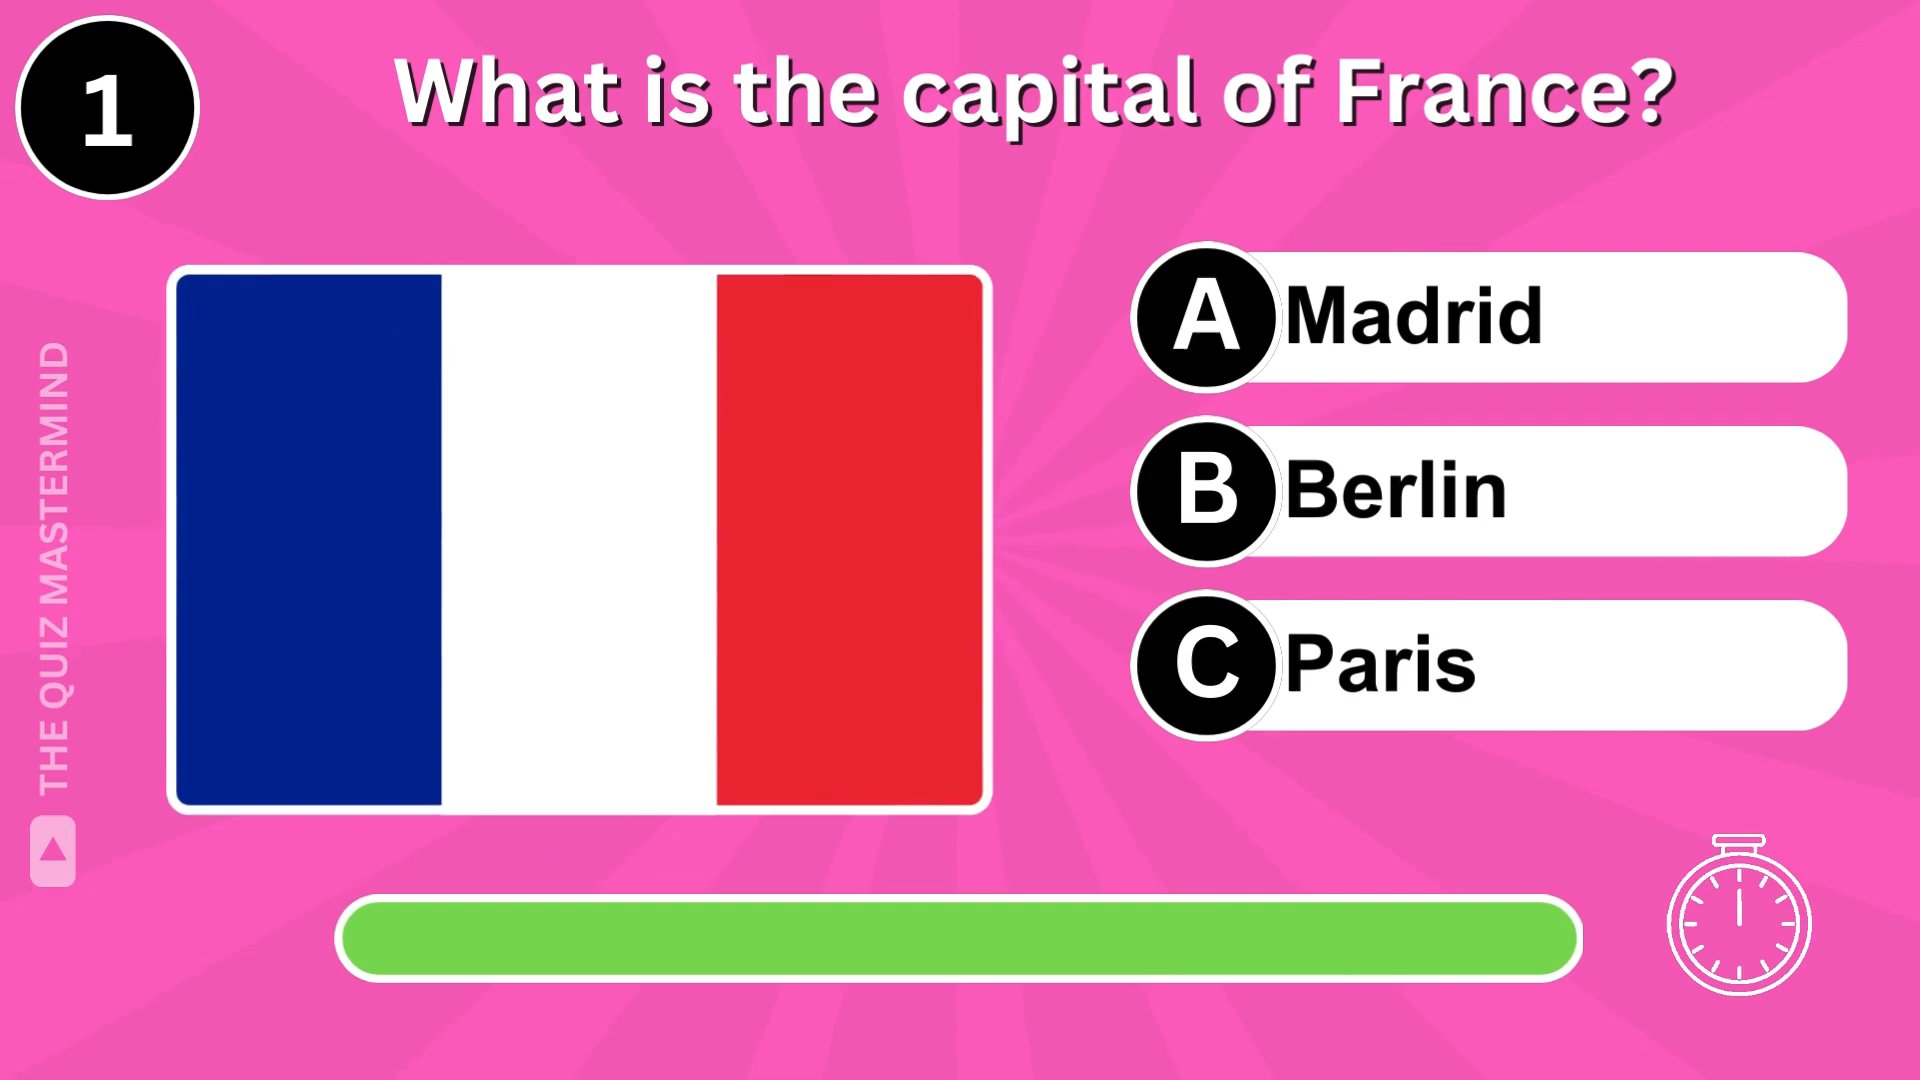 1
What is the capital of France?
A Madrid
B Berlin
C Paris
THE QUIZ MASTERMIND